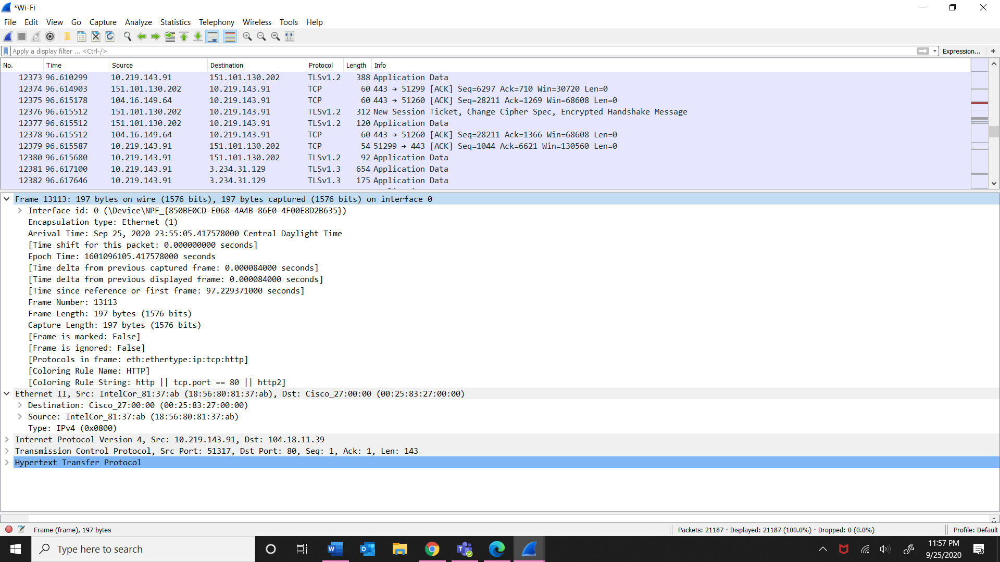 *Wi-Fi
File Edit View Go Capture Analyze Statistics Telephony Wireless Tools Help
Apply a display filter ... <Ctrl-/> Expression... +
No. Time Source Destination Protocol Length Info
12373 96.610299 10.219.143.91 151.101.130.202 TLSv1.2 388 Application Data
12374 96.614903 151.101.130.202 10.219.143.91 TCP 60 443 → 51299 [ACK] Seq=6297 Ack=710 Win=30720 Len=0
12375 96.615178 104.16.149.64 10.219.143.91 TCP 60 443 → 51260 [ACK] Seq=28211 Ack=1269 Win=68608 Len=0
12376 96.615512 151.101.130.202 10.219.143.91 TLSv1.2 312 New Session Ticket, Change Cipher Spec, Encrypted Handshake Message
12377 96.615512 151.101.130.202 10.219.143.91 TLSv1.2 120 Application Data
12378 96.615512 104.16.149.64 10.219.143.91 TCP 60 443 → 51260 [ACK] Seq=28211 Ack=1366 Win=68608 Len=0
12379 96.615587 10.219.143.91 151.101.130.202 TCP 54 51299 → 443 [ACK] Seq=1044 Ack=6621 Win=130560 Len=0
12380 96.615680 10.219.143.91 151.101.130.202 TLSv1.2 92 Application Data
12381 96.617100 10.219.143.91 3.234.31.129 TLSv1.3 654 Application Data
12382 96.617646 10.219.143.91 3.234.31.129 TLSv1.3 175 Application Data
Frame 13113: 197 bytes on wire (1576 bits), 197 bytes captured (1576 bits) on interface 0
Interface id: 0 (\Device\NPF_{850BE0CD-E068-4A4B-86E0-4F00E8D2B635})
Encapsulation type: Ethernet (1)
Arrival Time: Sep 25, 2020 23:55:05.417578000 Central Daylight Time
[Time shift for this packet: 0.000000000 seconds]
Epoch Time: 1601096105.417578000 seconds
[Time delta from previous captured frame: 0.000084000 seconds]
[Time delta from previous displayed frame: 0.000084000 seconds]
[Time since reference or first frame: 97.229371000 seconds]
Frame Number: 13113
Frame Length: 197 bytes (1576 bits)
Capture Length: 197 bytes (1576 bits)
[Frame is marked: False]
[Frame is ignored: False]
[Protocols in frame: eth:ethertype:ip:tcp:http]
[Coloring Rule Name: HTTP]
[Coloring Rule String: http || tcp.port == 80 || http2]
Ethernet II, Src: IntelCor_81:37:ab (18:56:80:81:37:ab), Dst: Cisco_27:00:00 (00:25:83:27:00:00)
Destination: Cisco_27:00:00 (00:25:83:27:00:00)
Source: IntelCor_81:37:ab (18:56:80:81:37:ab)
Type: IPv4 (0x0800)
Internet Protocol Version 4, Src: 10.219.143.91, Dst: 104.18.11.39
Transmission Control Protocol, Src Port: 51317, Dst Port: 80, Seq: 1, Ack: 1, Len: 143
Hypertext Transfer Protocol
Frame (frame), 197 bytes Packets: 21187 · Displayed: 21187 (100.0%) · Dropped: 0 (0.0%) Profile: Default
Type here to search
11:57 PM
9/25/2020